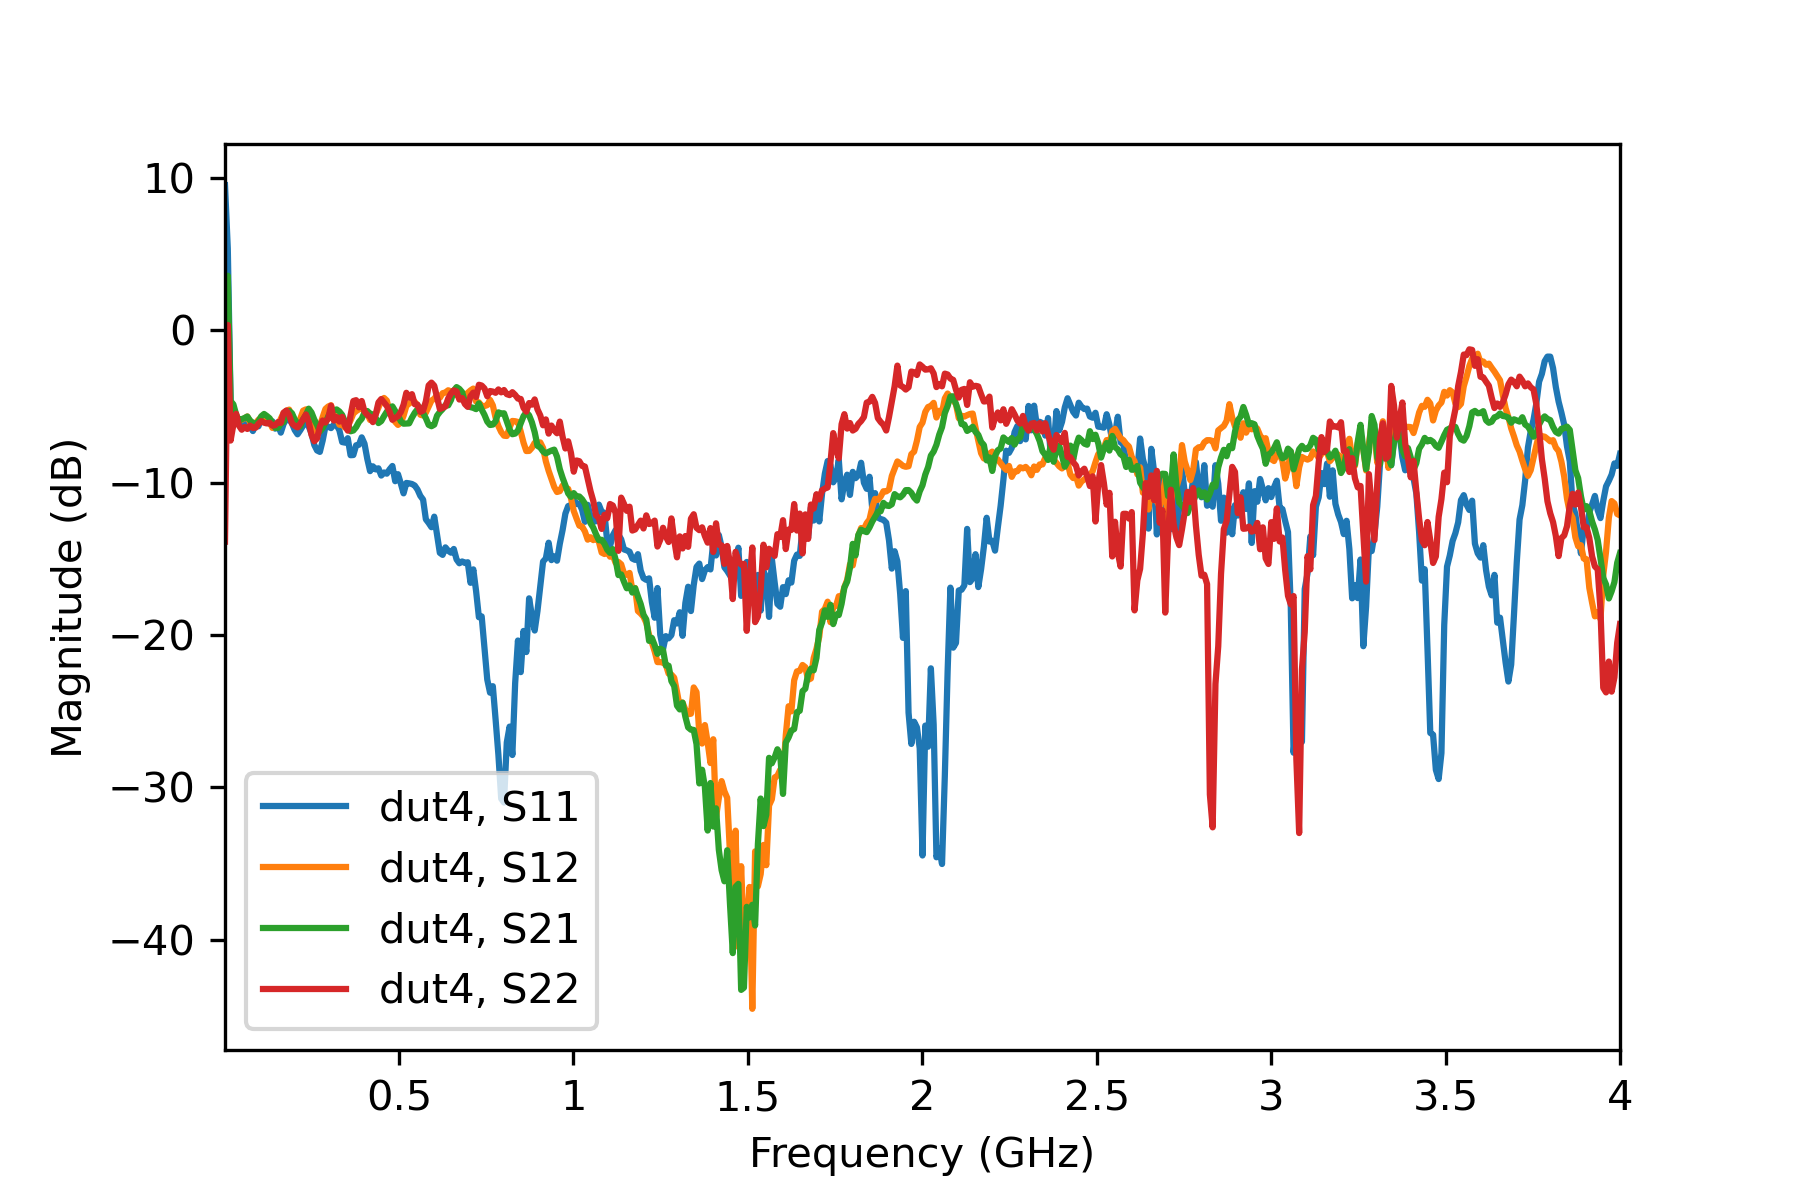 10
0
−10
−20
−30
−40
Magnitude (dB)
dut4, S11
dut4, S12
dut4, S21
dut4, S22
0.5 1 1.5 2 2.5 3 3.5 4
Frequency (GHz)